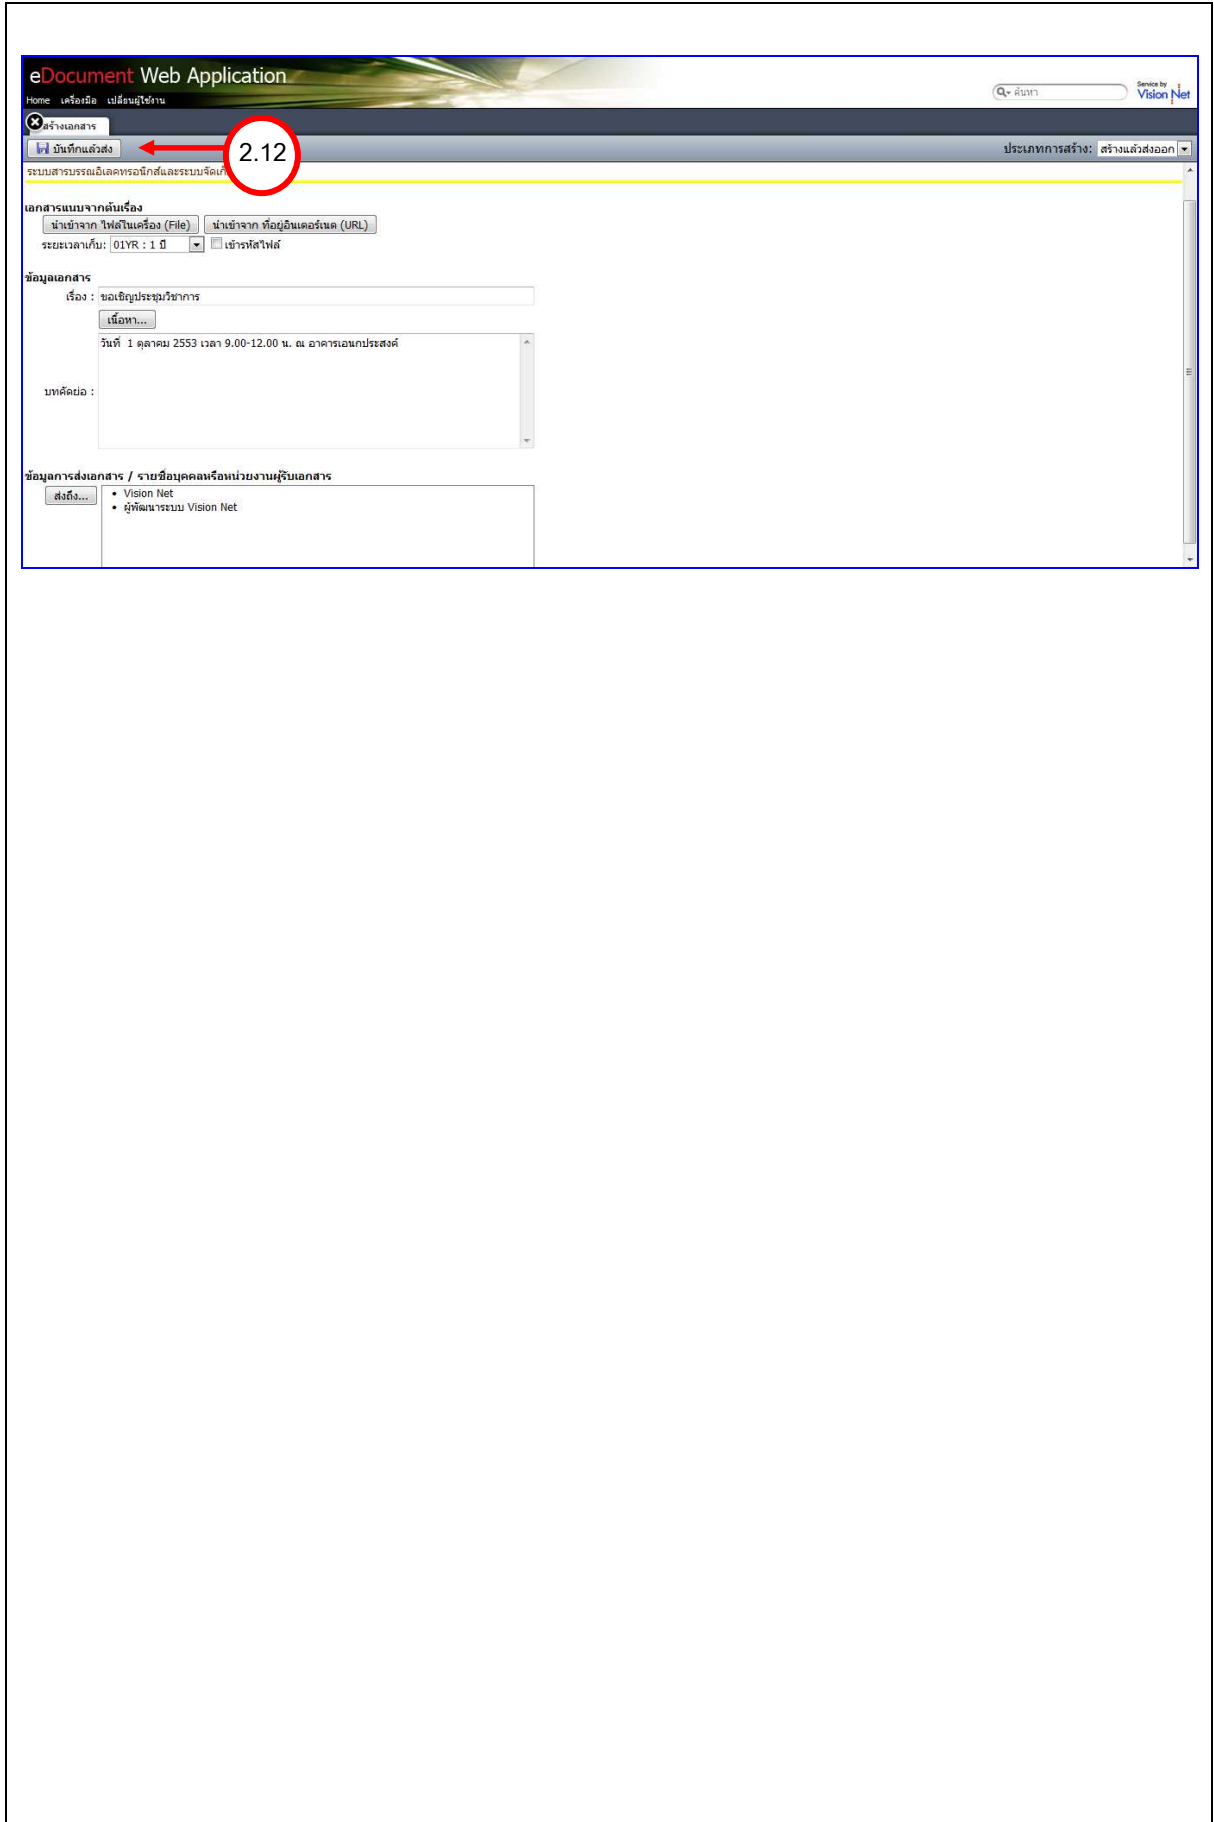 eDocument Web Application
Home เครื่องมือ เปลี่ยนผู้ใช้งาน
ค้นหา
Service by
Vision Net
สร้างเอกสาร
บันทึกแล้วส่ง
2.12
ประเภทการสร้าง: สร้างแล้วส่งออก
ระบบสารบรรณอิเลคทรอนิกส์และระบบจัดเก็
เอกสารแนบจากต้นเรื่อง
นำเข้าจาก ไฟล์ในเครื่อง (File) นำเข้าจาก ที่อยู่อินเตอร์เนต (URL)
ระยะเวลาเก็บ: 01YR : 1 ปี เข้ารหัสไฟล์
ข้อมูลเอกสาร
เรื่อง : ขอเชิญประชุมวิชาการ
เนื้อหา...
วันที่ 1 ตุลาคม 2553 เวลา 9.00-12.00 น. ณ อาคารเอนกประสงค์
บทคัดย่อ :
ข้อมูลการส่งเอกสาร / รายชื่อบุคคลหรือหน่วยงานผู้รับเอกสาร
ส่งถึง... • Vision Net
• ผู้พัฒนาระบบ Vision Net